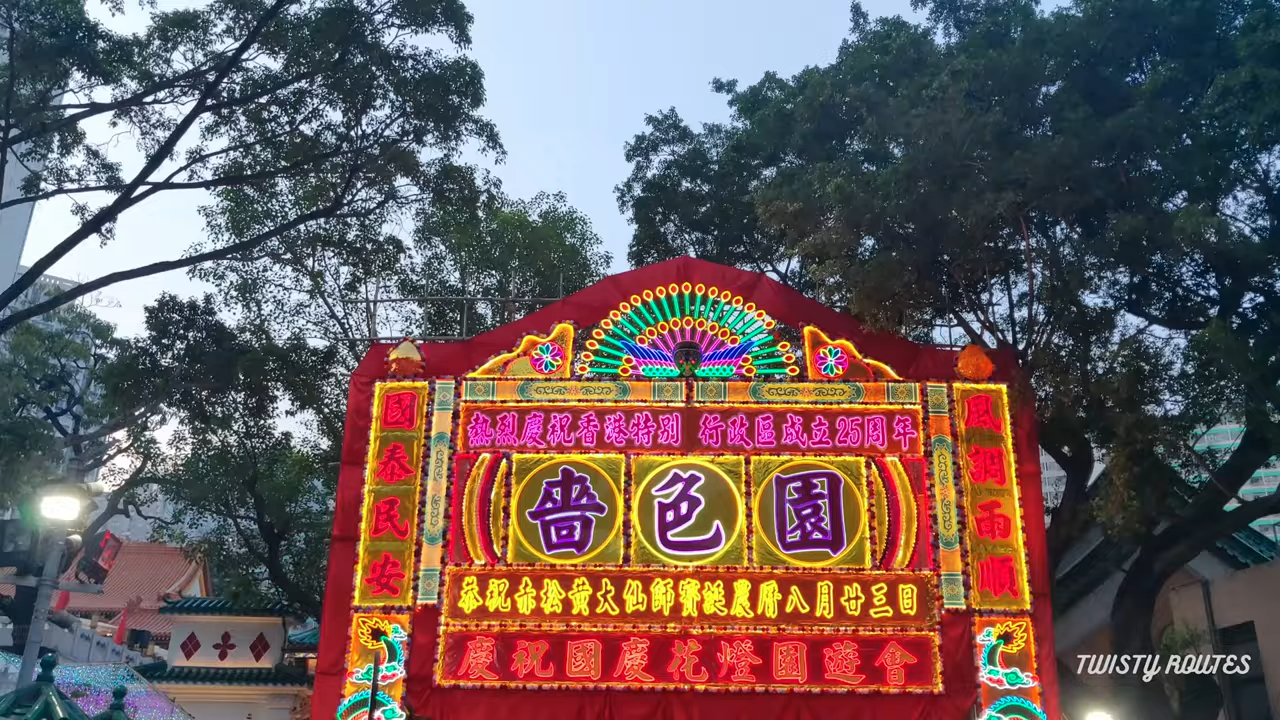 熱烈慶祝香港特別行政區成立25周年
國泰民安
嗇色園
風調雨順
恭祝赤松黃大仙師寶誕農曆八月廿三日
慶祝國慶花燈園遊會
TWISTY ROUTES